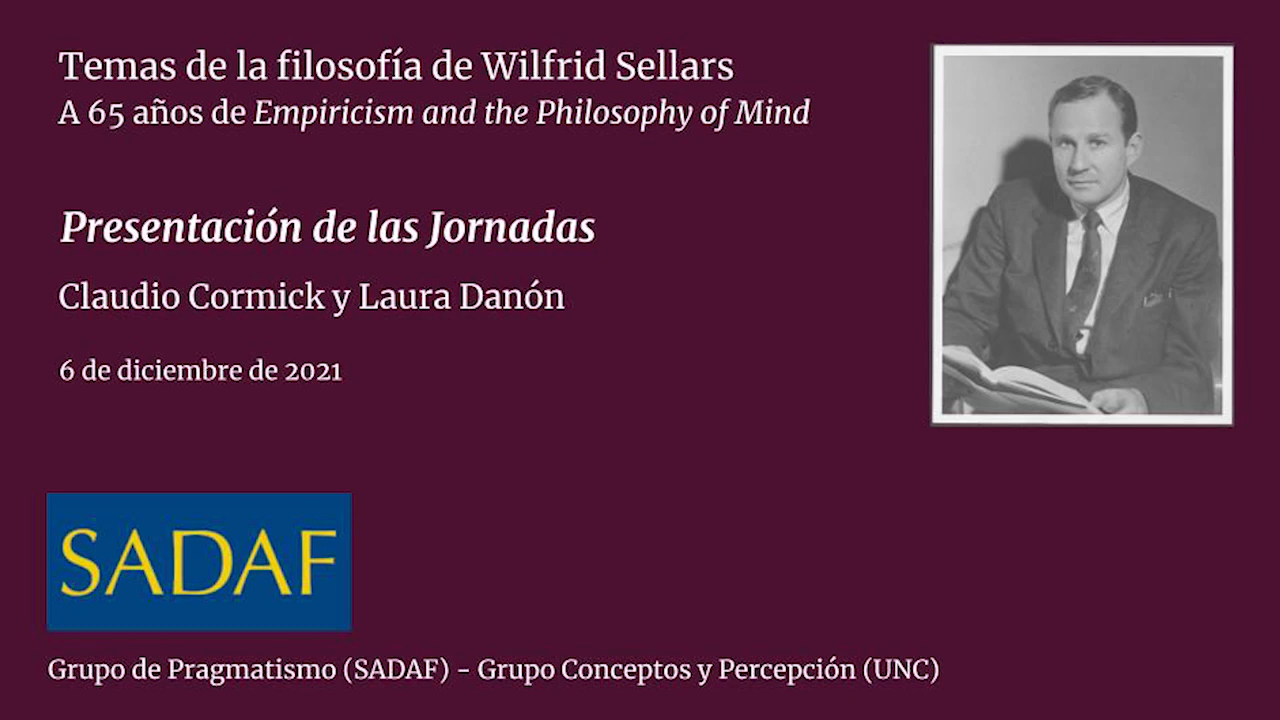 Temas de la filosofía de Wilfrid Sellars
A 65 años de Empiricism and the Philosophy of Mind
Presentación de las Jornadas
Claudio Cormick y Laura Danón
6 de diciembre de 2021
SADAF
Grupo de Pragmatismo (SADAF) - Grupo Conceptos y Percepción (UNC)